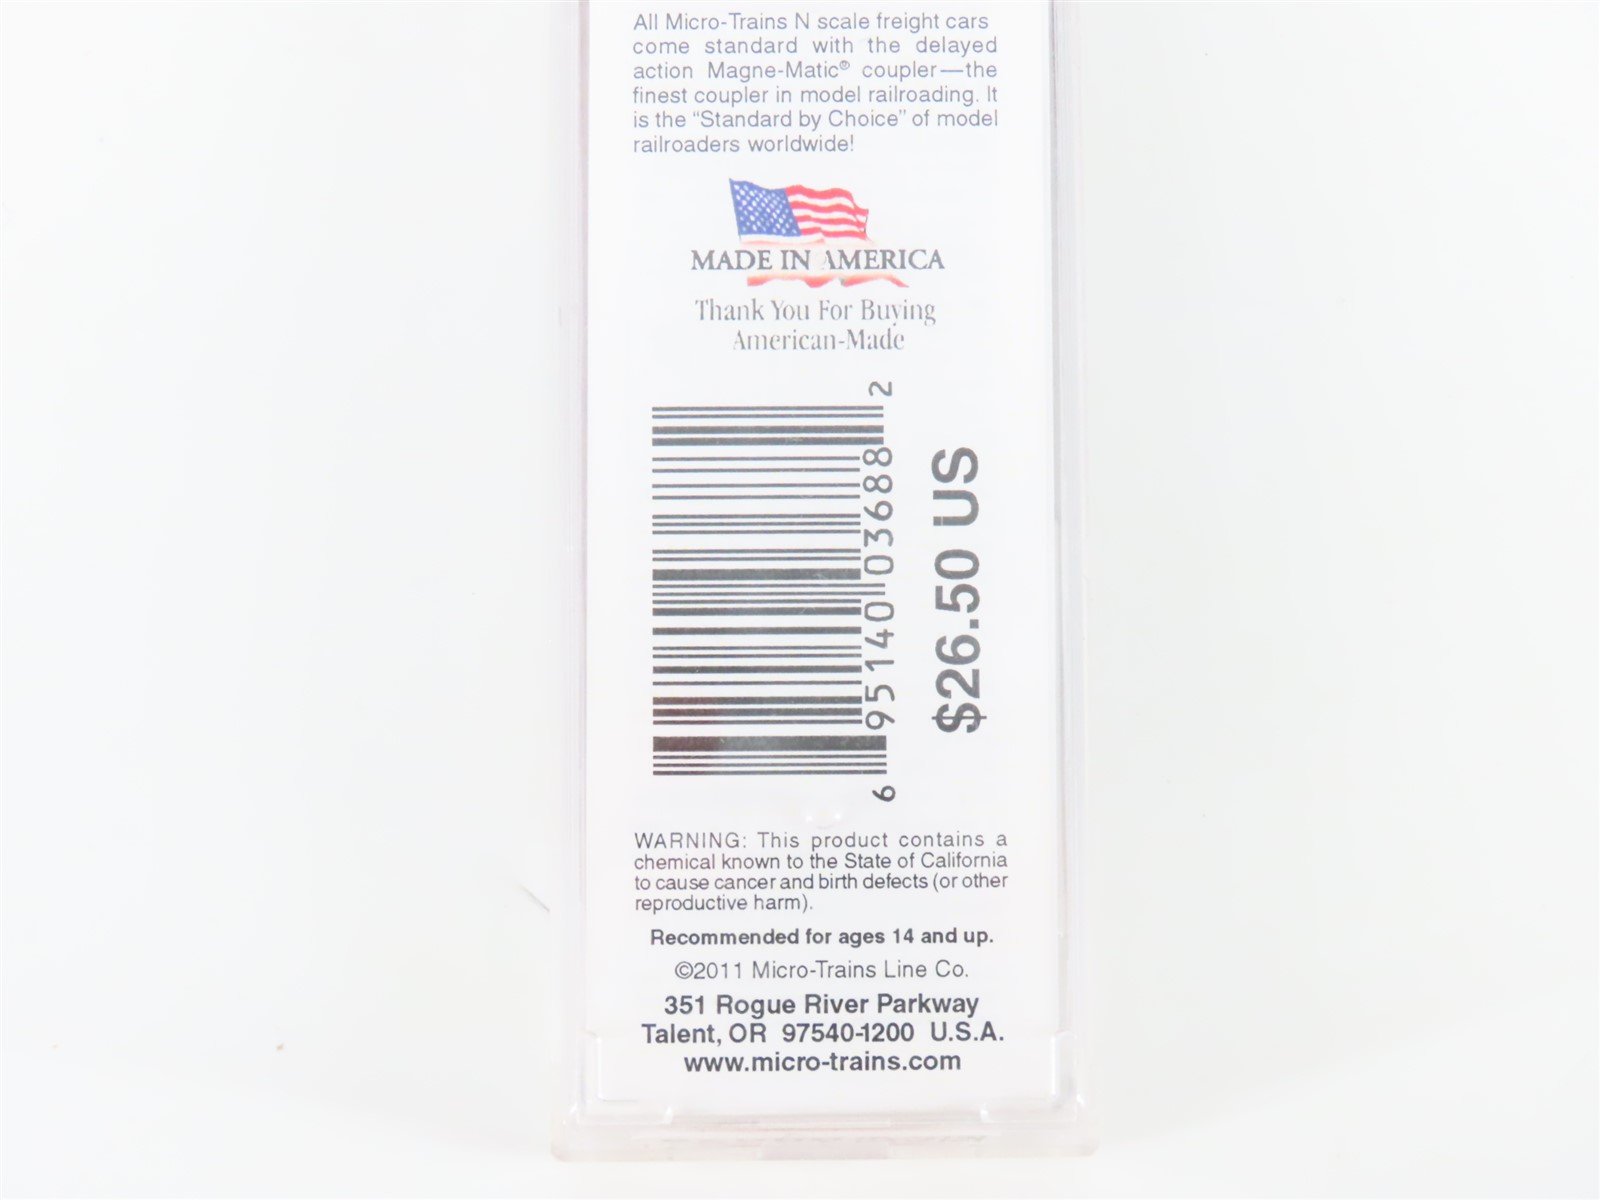 All Micro-Trains N scale freight cars
come standard with the delayed
action Magne-Matic® coupler—the
finest coupler in model railroading. It
is the “Standard by Choice” of model
railroaders worldwide!
MADE IN AMERICA
Thank You For Buying
American-Made
6 95140 03688 2
$26.50 US
WARNING: This product contains a
chemical known to the State of California
to cause cancer and birth defects (or other
reproductive harm).
Recommended for ages 14 and up.
©2011 Micro-Trains Line Co.
351 Rogue River Parkway
Talent, OR 97540-1200 U.S.A.
www.micro-trains.com